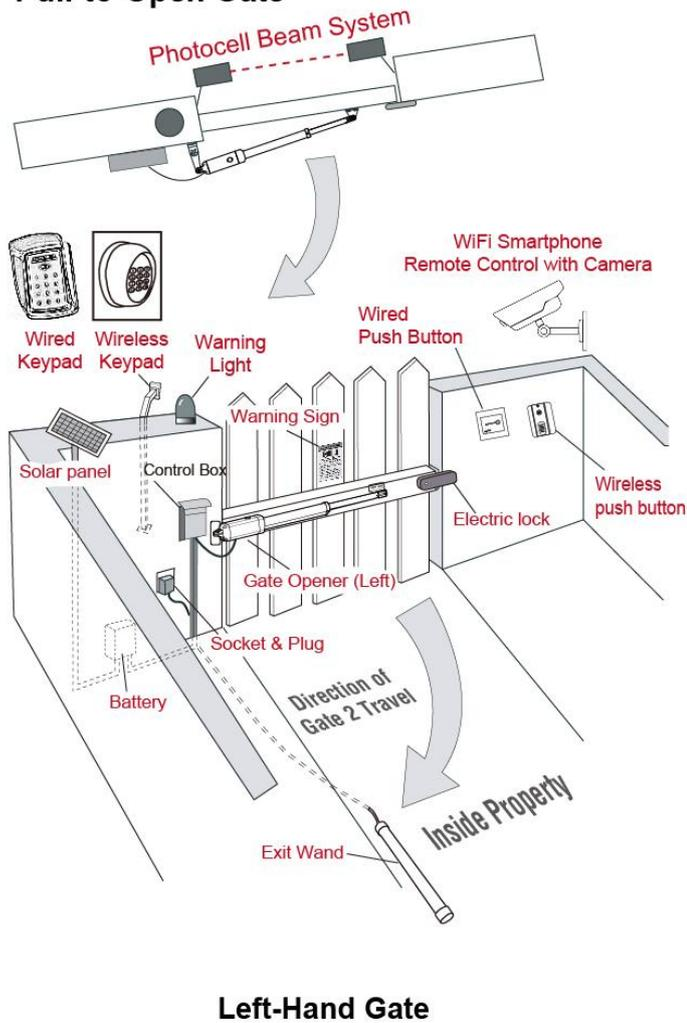 Pull-to-Open Gate
Photocell Beam System
WiFi Smartphone
Remote Control with Camera
Wired
Keypad
Wireless
Keypad
Warning
Light
Wired
Push Button
Warning Sign
Solar panel
Control Box
Wireless
push button
Electric lock
Gate Opener (Left)
Socket & Plug
Battery
Direction of
Gate 2 Travel
Inside Property
Exit Wand
Left-Hand Gate